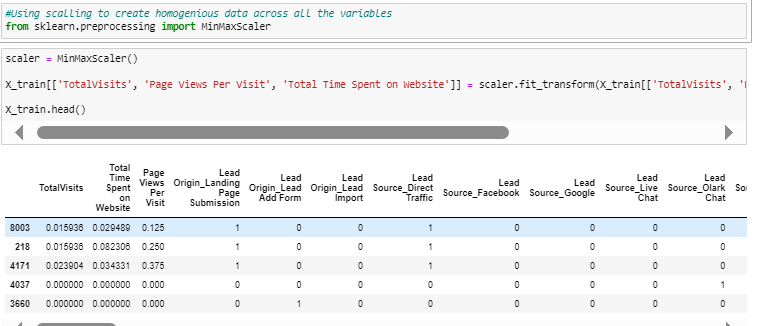 #Using scalling to create homogenious data across all the variables
from sklearn.preprocessing import MinMaxScaler
scaler = MinMaxScaler()
X_train[['TotalVisits', 'Page Views Per Visit', 'Total Time Spent on Website']] = scaler.fit_transform(X_train[['TotalVisits', '
X_train.head()
TotalVisits Total Time Spent on Website Page Views Per Visit Lead Origin_Landing Page Submission Lead Origin_Lead Add Form Lead Origin_Lead Import Lead Source_Direct Traffic Lead Source_Facebook Lead Source_Google Lead Source_Live Chat Lead Source_Olark Chat So
8003 0.015936 0.029489 0.125 1 0 0 1 0 0 0 0
218 0.015936 0.082306 0.250 1 0 0 1 0 0 0 0
4171 0.023904 0.034331 0.375 1 0 0 1 0 0 0 0
4037 0.000000 0.000000 0.000 0 0 0 0 0 0 0 1
3660 0.000000 0.000000 0.000 0 1 0 0 0 0 0 0